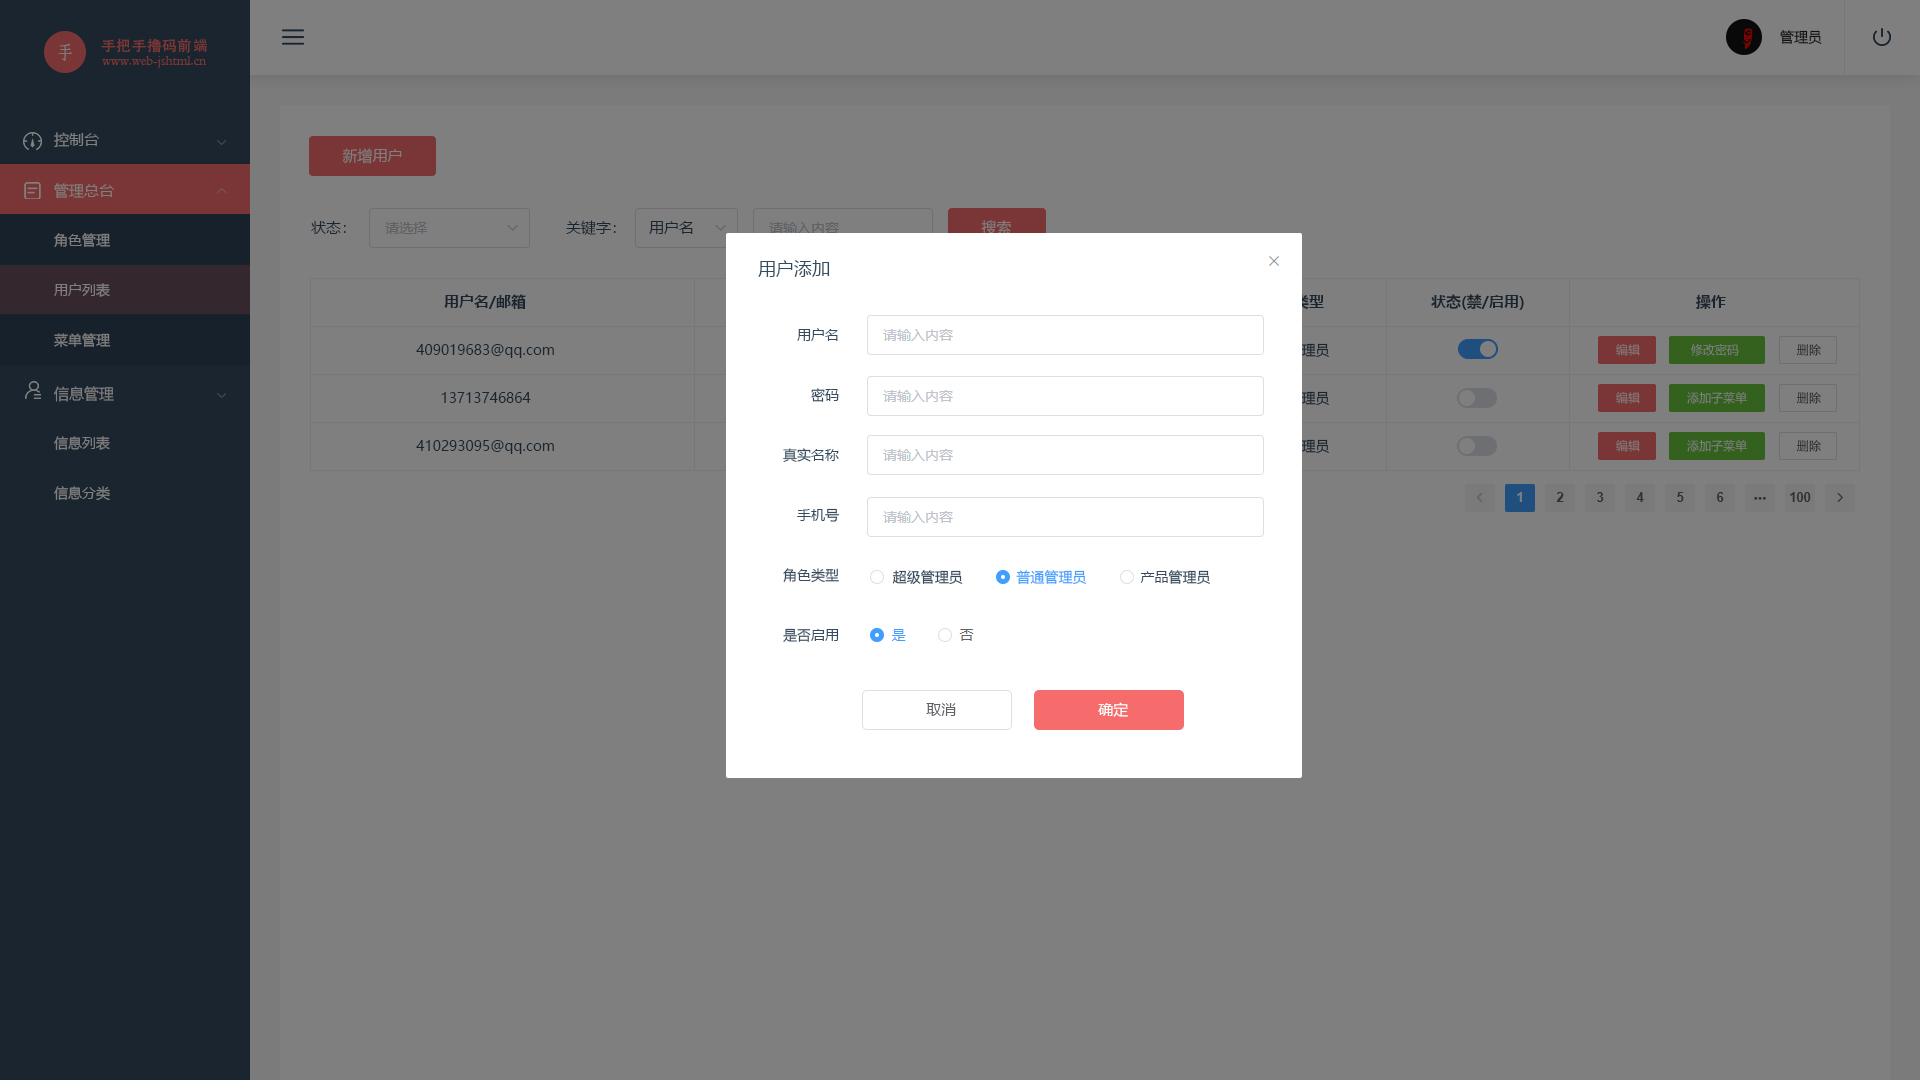 手
手把手撸码前端
www.web-jshtml.cn
管理员
控制台
管理总台
角色管理
用户列表
菜单管理
信息管理
信息列表
信息分类
新增用户
状态：
请选择
关键字：
用户名
请输入内容
搜索
用户名/邮箱
类型
状态(禁/启用)
操作
409019683@qq.com
理员
编辑
修改密码
删除
13713746864
理员
编辑
添加子菜单
删除
410293095@qq.com
理员
编辑
添加子菜单
删除
1
2
3
4
5
6
···
100
用户添加
用户名
请输入内容
密码
请输入内容
真实名称
请输入内容
手机号
请输入内容
角色类型
超级管理员
普通管理员
产品管理员
是否启用
是
否
取消
确定